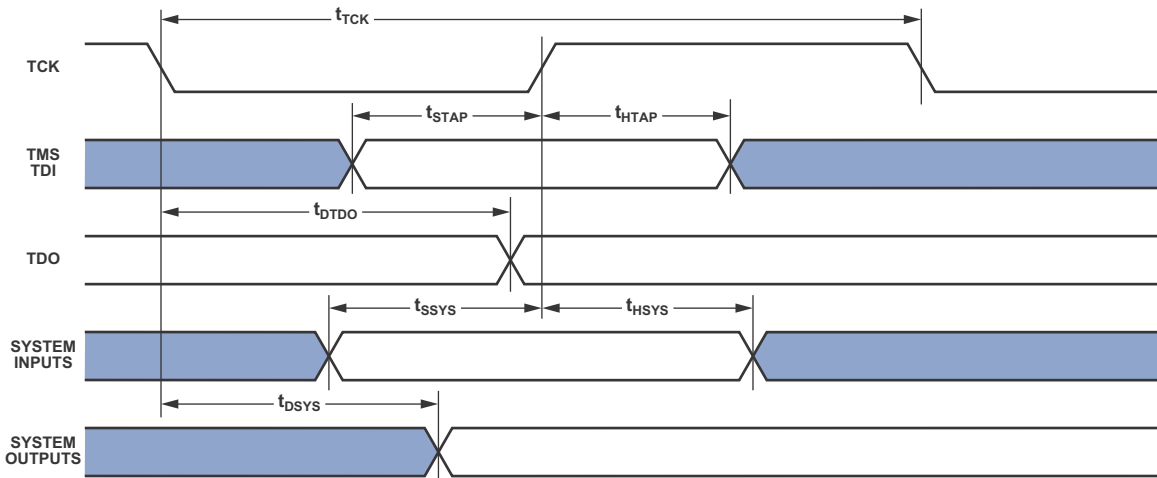 tTCK
TCK
tSTAP
tHTAP
TMS
TDI
tDTDO
TDO
tSSYS
tHSYS
SYSTEM
INPUTS
tDSYS
SYSTEM
OUTPUTS